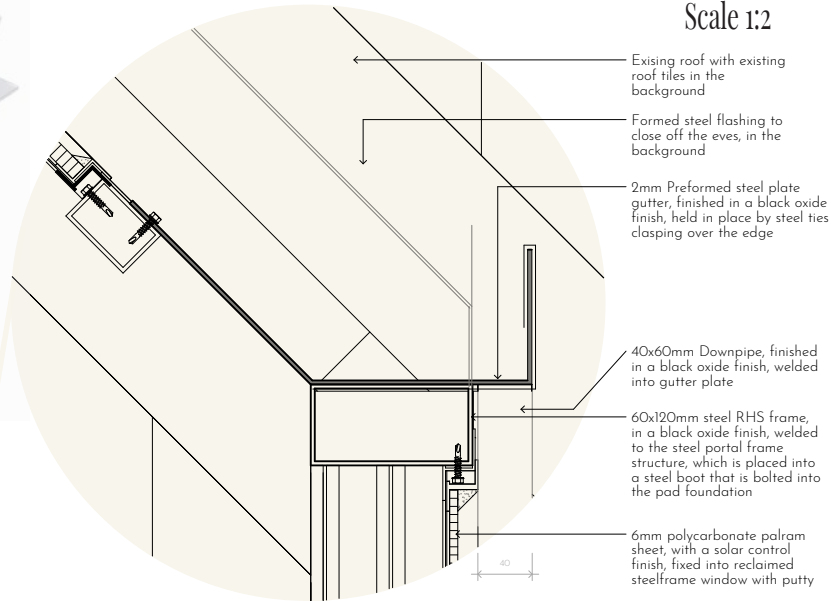 Scale 1:2
Exising roof with existing
roof tiles in the
background
Formed steel flashing to
close off the eves, in the
background
2mm Preformed steel plate
gutter, finished in a black oxide
finish, held in place by steel ties
clasping over the edge
40x60mm Downpipe, finished
in a black oxide finish, welded
into gutter plate
60x120mm steel RHS frame,
in a black oxide finish, welded
to the steel portal frame
structure, which is placed into
a steel boot that is bolted into
the pad foundation
6mm polycarbonate palram
sheet, with a solar control
finish, fixed into reclaimed
steelframe window with putty
40